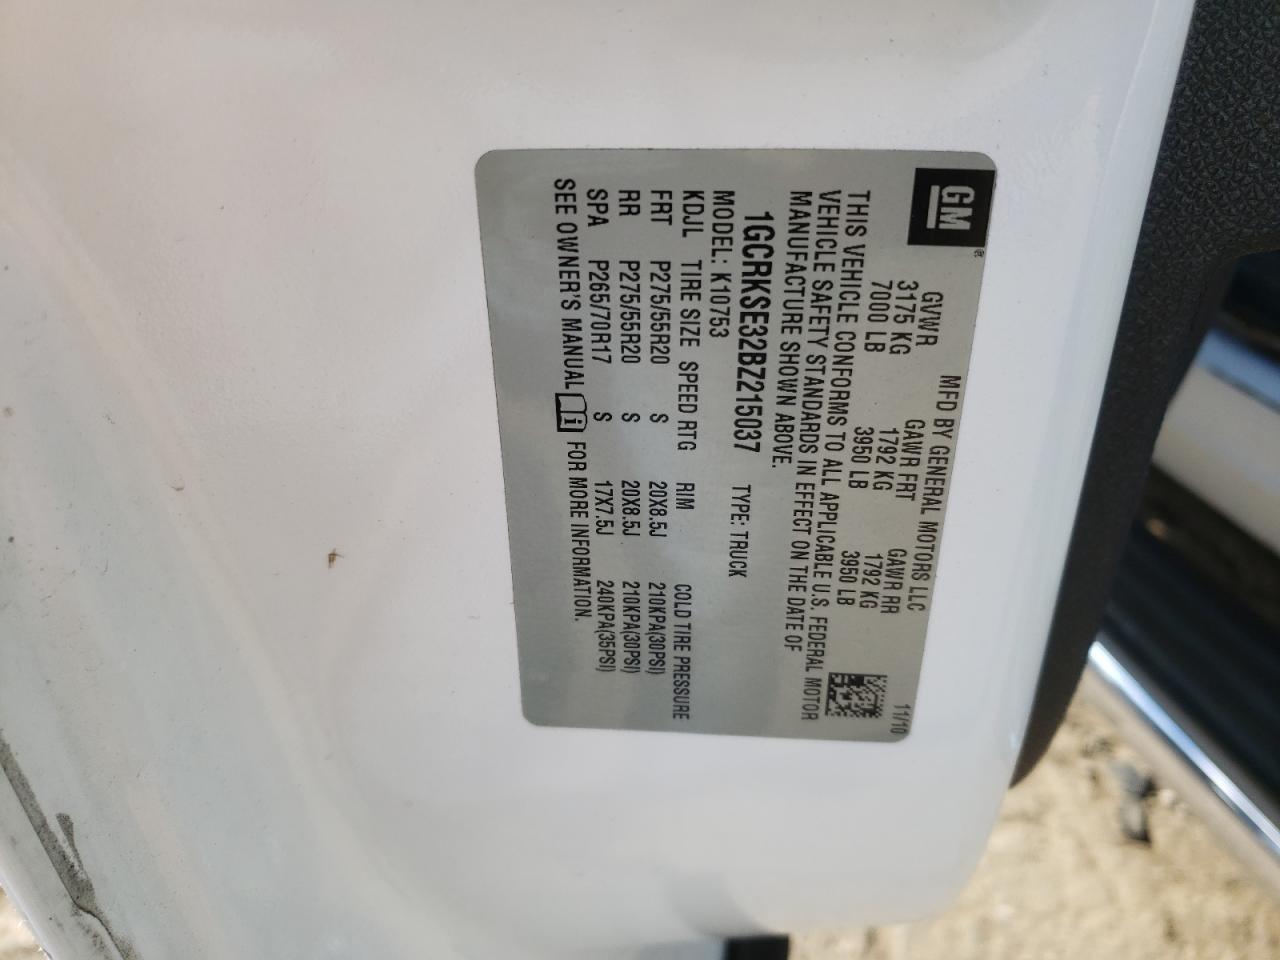 GM®
MFD BY GENERAL MOTORS LLC 11/10
GVWR GAWR FRT GAWR RR
3175 KG 1792 KG 1792 KG
7000 LB 3950 LB 3950 LB
THIS VEHICLE CONFORMS TO ALL APPLICABLE U.S. FEDERAL MOTOR
VEHICLE SAFETY STANDARDS IN EFFECT ON THE DATE OF
MANUFACTURE SHOWN ABOVE.
1GCRKSE32BZ215037 TYPE: TRUCK
MODEL: K10753
KDJL TIRE SIZE SPEED RTG RIM COLD TIRE PRESSURE
FRT P275/55R20 S 20X8.5J 210KPA(30PSI)
RR P275/55R20 S 20X8.5J 210KPA(30PSI)
SPA P265/70R17 S 17X7.5J 240KPA(35PSI)
SEE OWNER'S MANUAL i FOR MORE INFORMATION.